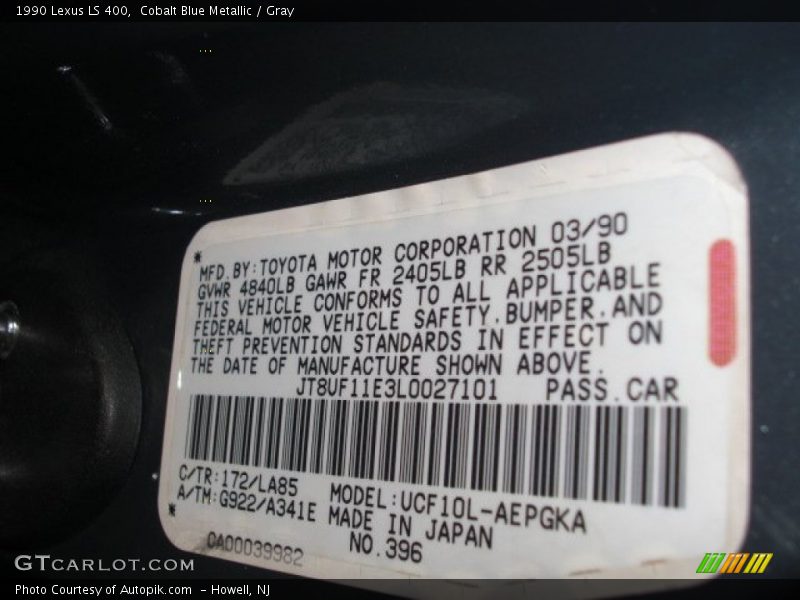 1990 Lexus LS 400,  Cobalt Blue Metallic / Gray
* MFD.BY:TOYOTA MOTOR CORPORATION 03/90
GVWR 4840LB GAWR FR 2405LB RR 2505LB
THIS VEHICLE CONFORMS TO ALL APPLICABLE
FEDERAL MOTOR VEHICLE SAFETY,BUMPER,AND
THEFT PREVENTION STANDARDS IN EFFECT ON
THE DATE OF MANUFACTURE SHOWN ABOVE.
JT8UF11E3L0027101 PASS.CAR
C/TR:172/LA85 MODEL:UCF10L-AEPGKA
A/TM:G922/A341E MADE IN JAPAN
* NO.396
CA00039982
GTCARLOT.COM
Photo Courtesy of Autopik.com  - Howell, NJ